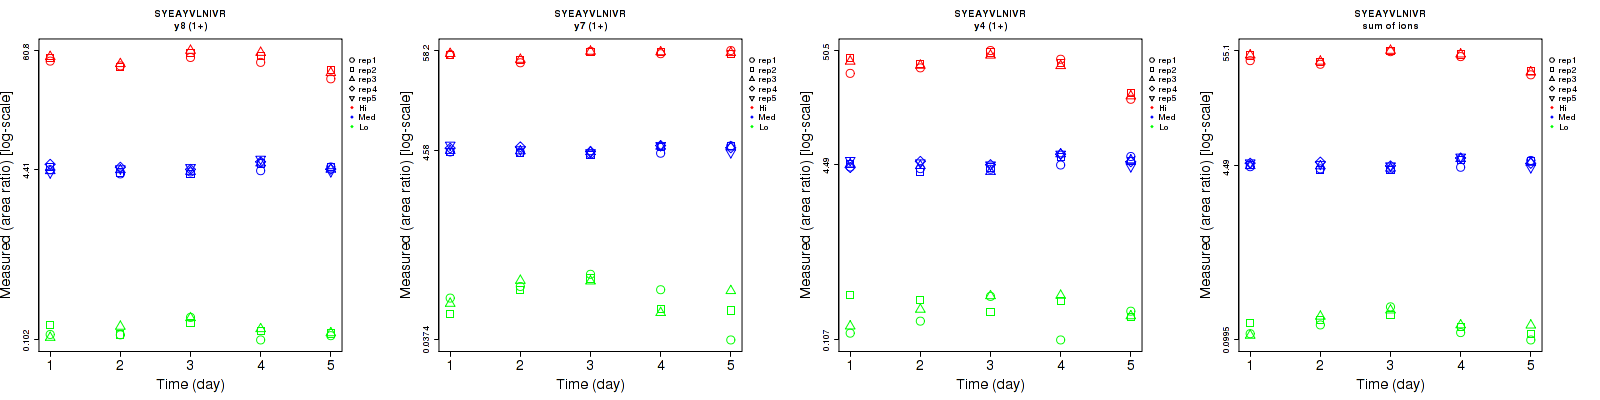 SYEAYVLNIVR
y8 (1+)
Measured (area ratio) [log-scale]
60.8
4.41
0.102
1 2 3 4 5
Time (day)
rep1
rep2
rep3
rep4
rep5
Hi
Med
Lo
SYEAYVLNIVR
y7 (1+)
Measured (area ratio) [log-scale]
58.2
4.58
0.0374
1 2 3 4 5
Time (day)
rep1
rep2
rep3
rep4
rep5
Hi
Med
Lo
SYEAYVLNIVR
y4 (1+)
Measured (area ratio) [log-scale]
50.5
4.49
0.107
1 2 3 4 5
Time (day)
rep1
rep2
rep3
rep4
rep5
Hi
Med
Lo
SYEAYVLNIVR
sum of ions
Measured (area ratio) [log-scale]
55.1
4.49
0.0995
1 2 3 4 5
Time (day)
rep1
rep2
rep3
rep4
rep5
Hi
Med
Lo